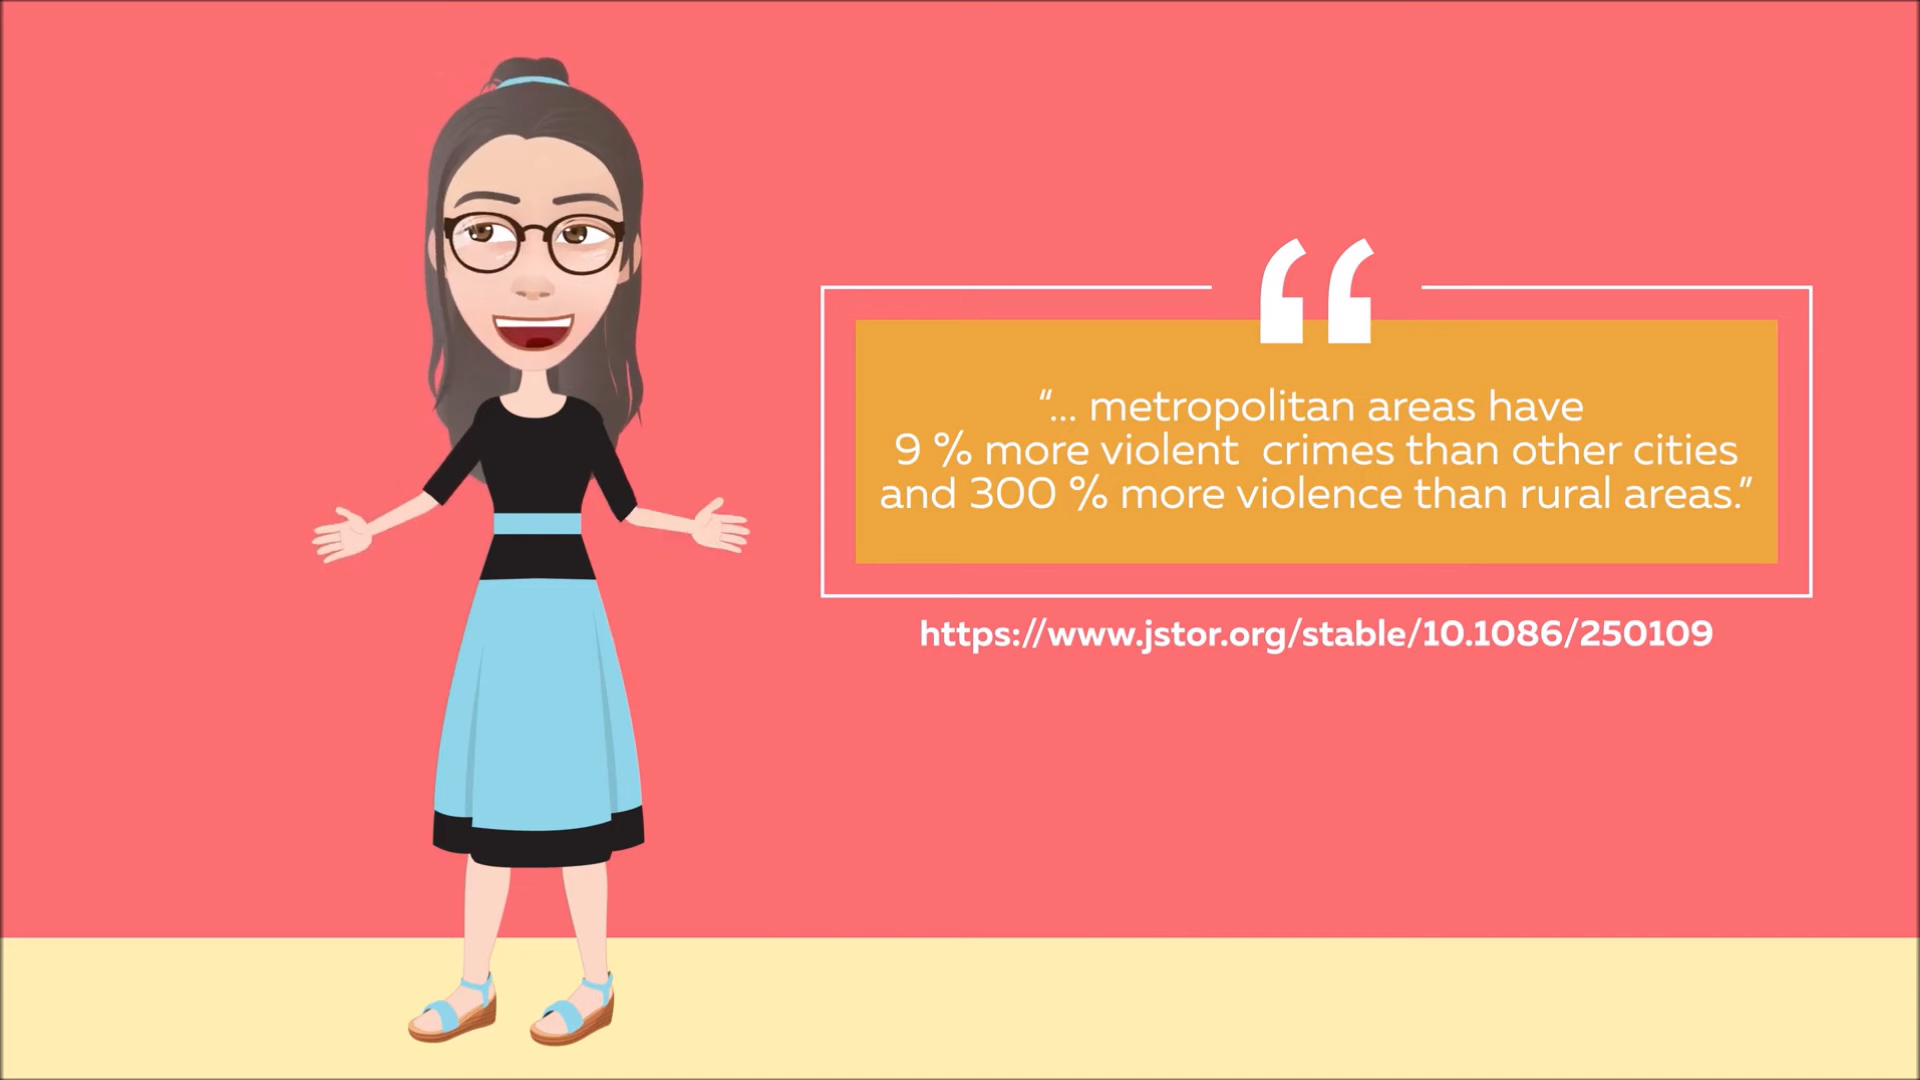 “
“... metropolitan areas have
9 % more violent  crimes than other cities
and 300 % more violence than rural areas.”
https://www.jstor.org/stable/10.1086/250109